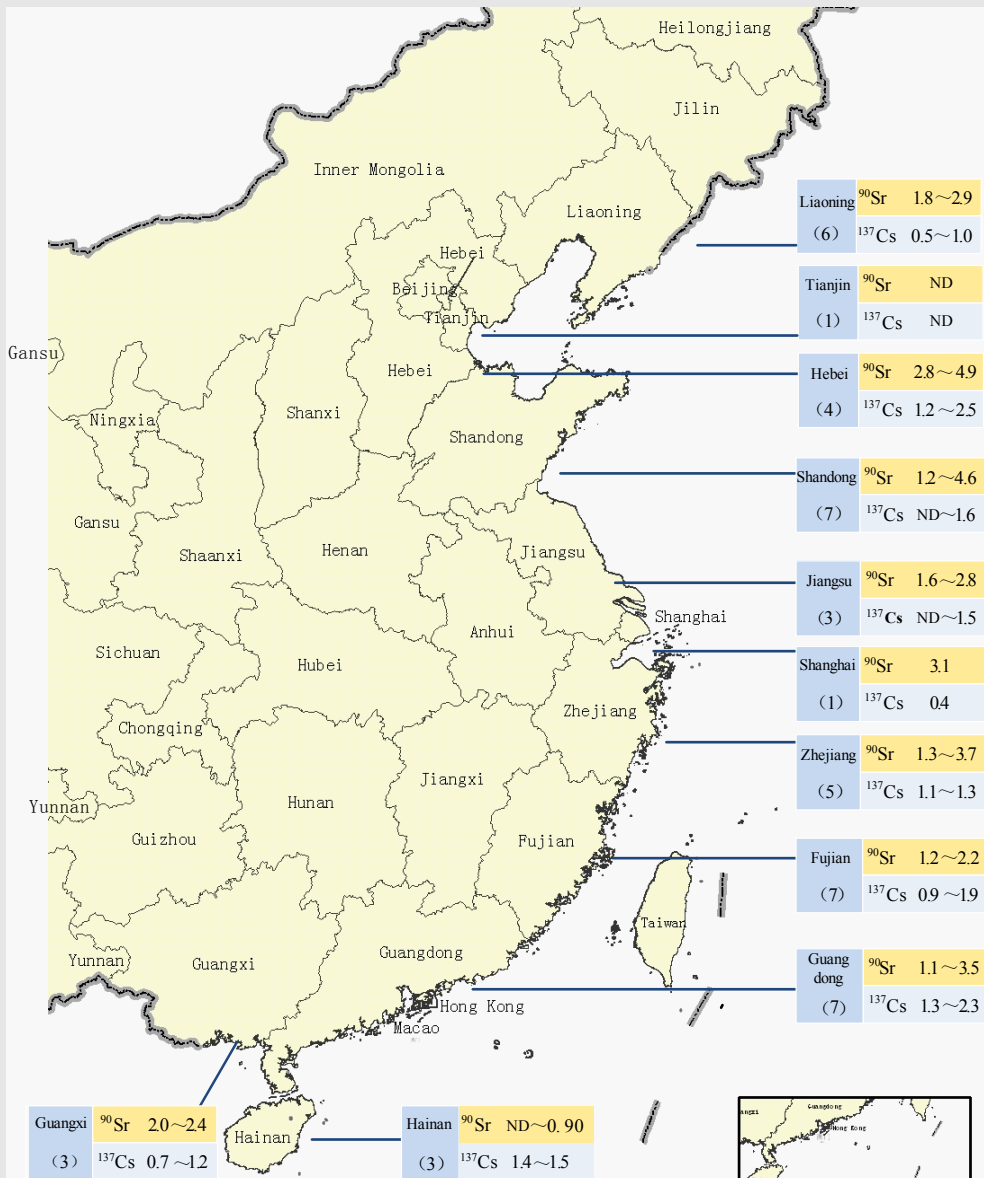 Heilongjiang
Jilin
Inner Mongolia
Liaoning
Hebei
Beijing
Tianjin
Gansu
Hebei
Shanxi
Ningxia
Shandong
Gansu
Shaanxi
Henan
Jiangsu
Shanghai
Anhui
Sichuan
Hubei
Zhejiang
Chongqing
Jiangxi
Hunan
Yunnan
Guizhou
Fujian
Taiwan
Guangdong
Yunnan
Guangxi
Hong Kong
Macao
Hainan
Liaoning ⁹⁰Sr 1.8～2.9
（6） ¹³⁷Cs 0.5～1.0
Tianjin ⁹⁰Sr ND
（1） ¹³⁷Cs ND
Hebei ⁹⁰Sr 2.8～4.9
（4） ¹³⁷Cs 1.2～2.5
Shandong ⁹⁰Sr 1.2～4.6
（7） ¹³⁷Cs ND～1.6
Jiangsu ⁹⁰Sr 1.6～2.8
（3） ¹³⁷Cs ND～1.5
Shanghai ⁹⁰Sr 3.1
（1） ¹³⁷Cs 0.4
Zhejiang ⁹⁰Sr 1.3～3.7
（5） ¹³⁷Cs 1.1～1.3
Fujian ⁹⁰Sr 1.2～2.2
（7） ¹³⁷Cs 0.9～1.9
Guang
dong ⁹⁰Sr 1.1～3.5
（7） ¹³⁷Cs 1.3～2.3
Guangxi ⁹⁰Sr 2.0～2.4
（3） ¹³⁷Cs 0.7～1.2
Hainan ⁹⁰Sr ND～0.90
（3） ¹³⁷Cs 1.4～1.5
angxi
Guangdong
Hong Kong